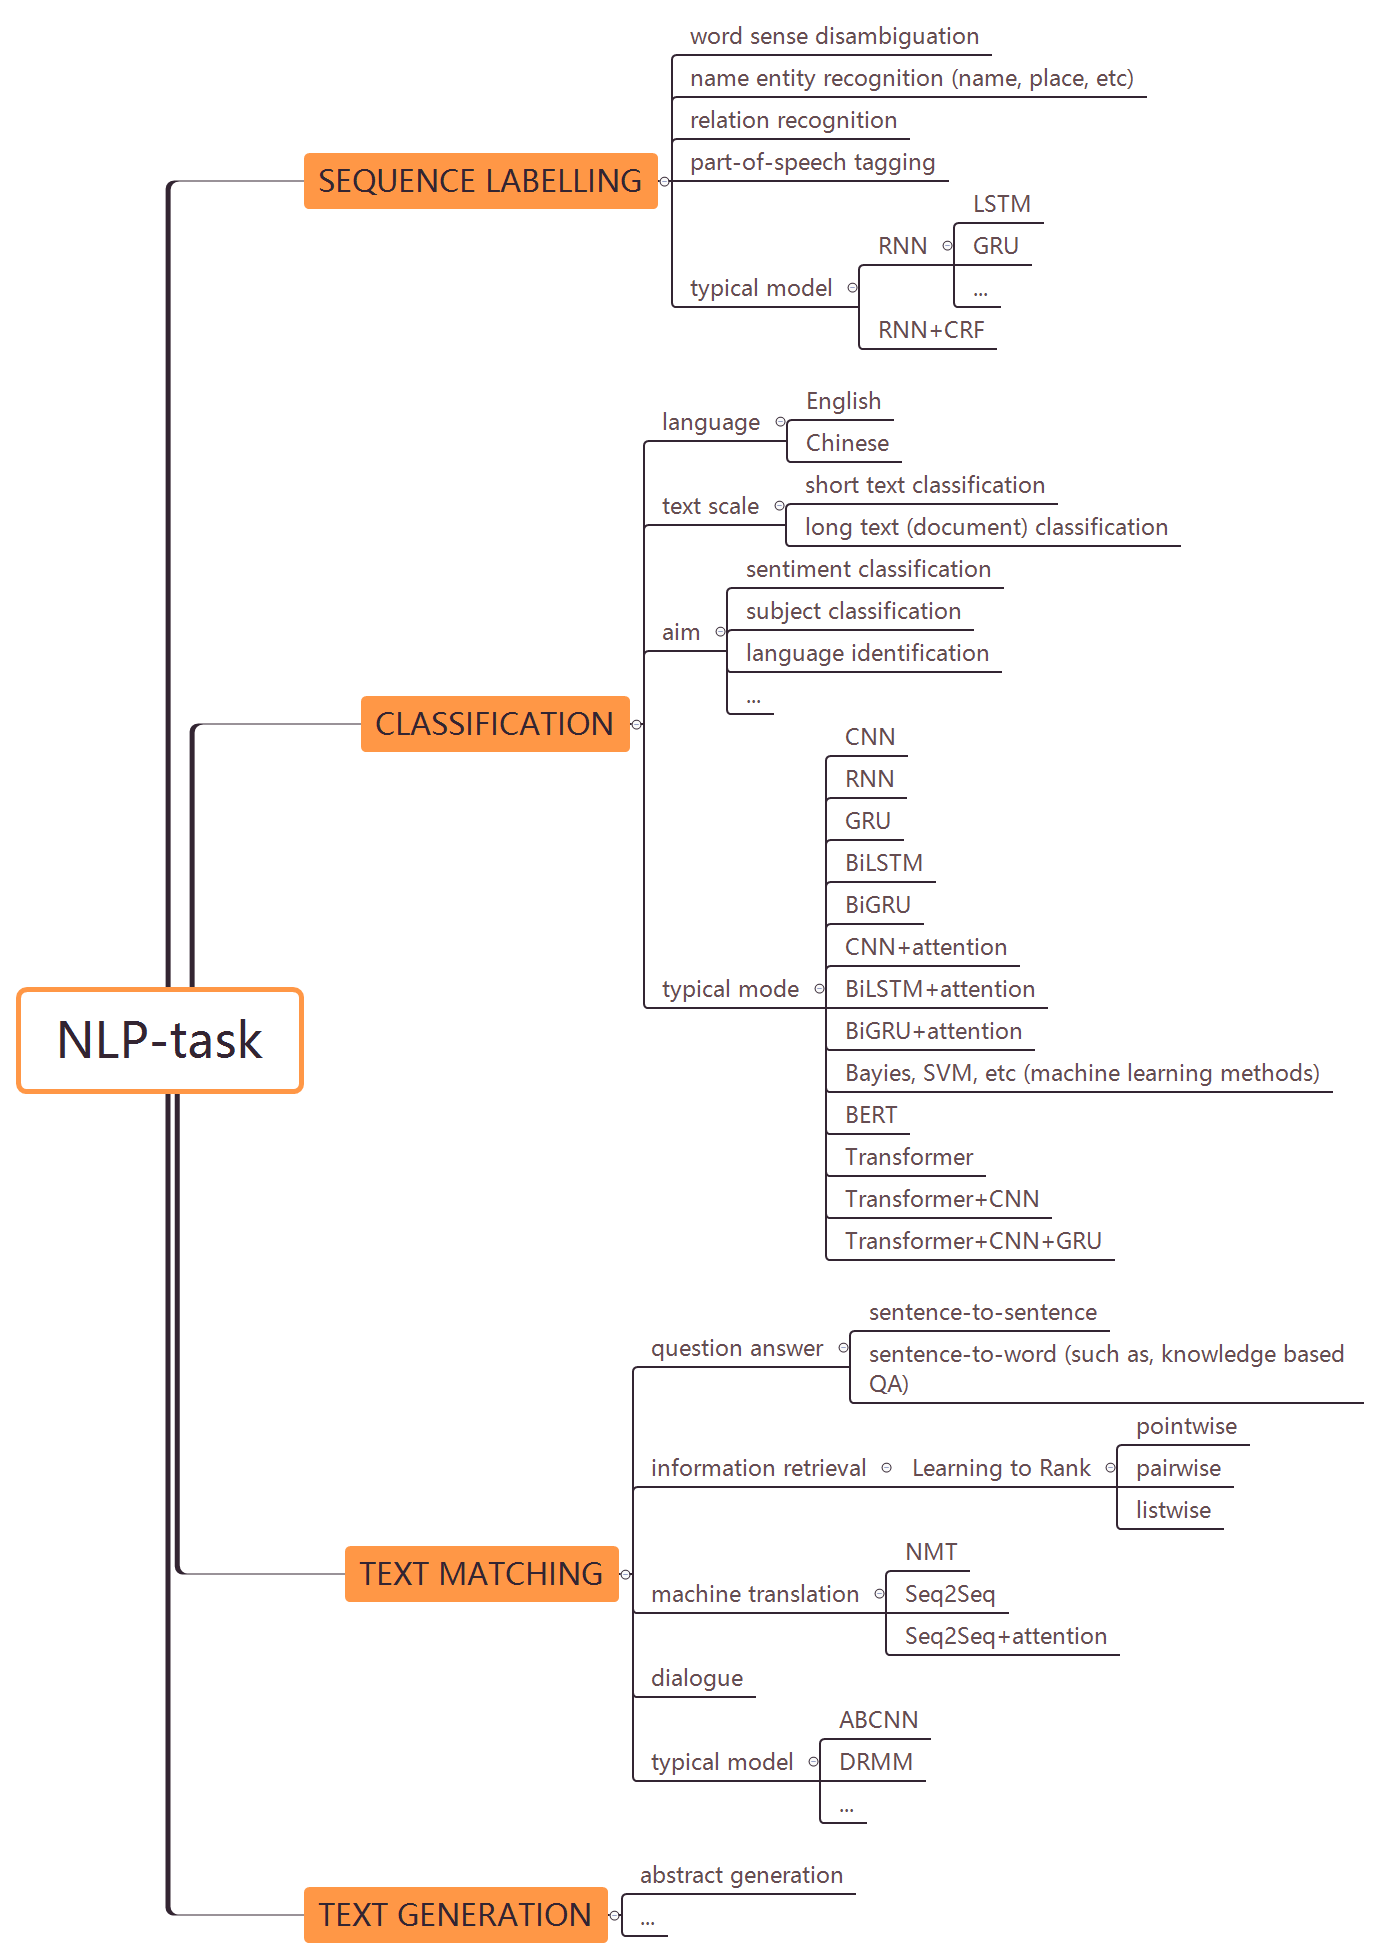 word sense disambiguation
name entity recognition (name, place, etc)
relation recognition
SEQUENCE LABELLING
part-of-speech tagging
LSTM
RNN
GRU
typical model
...
RNN+CRF
English
language
Chinese
short text classification
text scale
long text (document) classification
sentiment classification
subject classification
aim
language identification
...
CLASSIFICATION
CNN
RNN
GRU
BiLSTM
BiGRU
CNN+attention
typical mode
BiLSTM+attention
BiGRU+attention
NLP-task
Bayies, SVM, etc (machine learning methods)
BERT
Transformer
Transformer+CNN
Transformer+CNN+GRU
sentence-to-sentence
question answer
sentence-to-word (such as, knowledge based
QA)
pointwise
information retrieval
Learning to Rank
pairwise
listwise
TEXT MATCHING
NMT
machine translation
Seq2Seq
Seq2Seq+attention
dialogue
ABCNN
typical model
DRMM
...
abstract generation
TEXT GENERATION
...